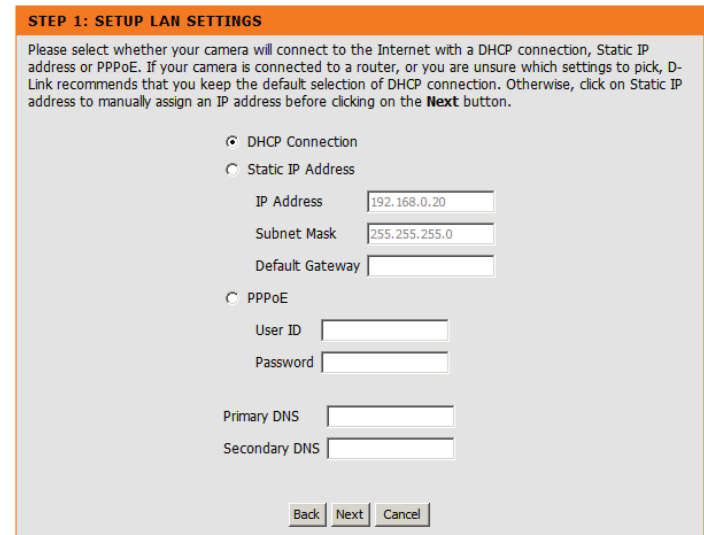 STEP 1: SETUP LAN SETTINGS
Please select whether your camera will connect to the Internet with a DHCP connection, Static IP
address or PPPoE. If your camera is connected to a router, or you are unsure which settings to pick, D-
Link recommends that you keep the default selection of DHCP connection. Otherwise, click on Static IP
address to manually assign an IP address before clicking on the Next button.
DHCP Connection
Static IP Address
IP Address 192.168.0.20
Subnet Mask 255.255.255.0
Default Gateway
PPPoE
User ID
Password
Primary DNS
Secondary DNS
Back Next Cancel